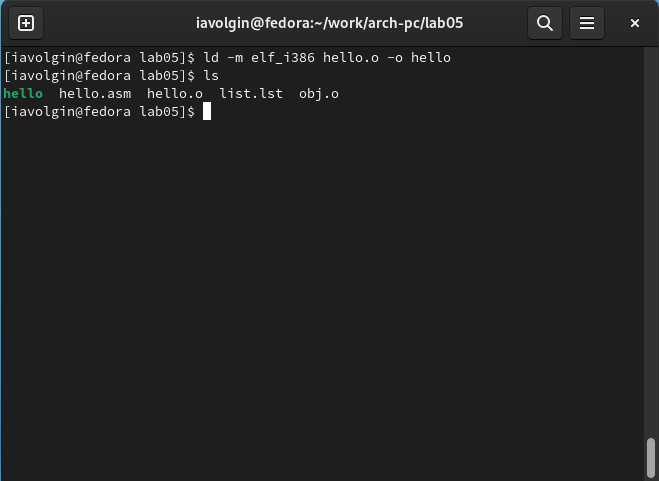 iavolgin@fedora:~/work/arch-pc/lab05
[iavolgin@fedora lab05]$ ld -m elf_i386 hello.o -o hello
[iavolgin@fedora lab05]$ ls
hello  hello.asm  hello.o  list.lst  obj.o
[iavolgin@fedora lab05]$